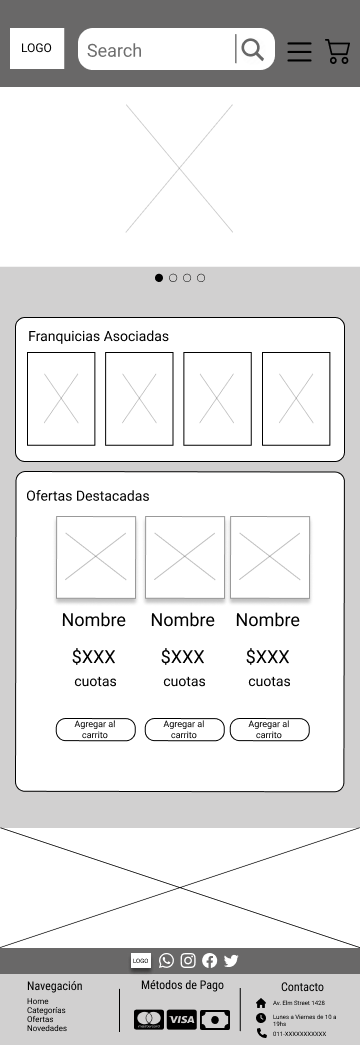 LOGO
Search
Franquicias Asociadas
Ofertas Destacadas
Nombre Nombre Nombre
$XXX $XXX $XXX
cuotas cuotas cuotas
Agregar al Agregar al Agregar al
carrito carrito carrito
LOGO
Navegación
Home
Categorías
Ofertas
Novedades
Métodos de Pago
mastercard VISA
Contacto
Av. Elm Street 1428
Lunes a Viernes de 10 a
19hs
011-XXXXXXXXXXX